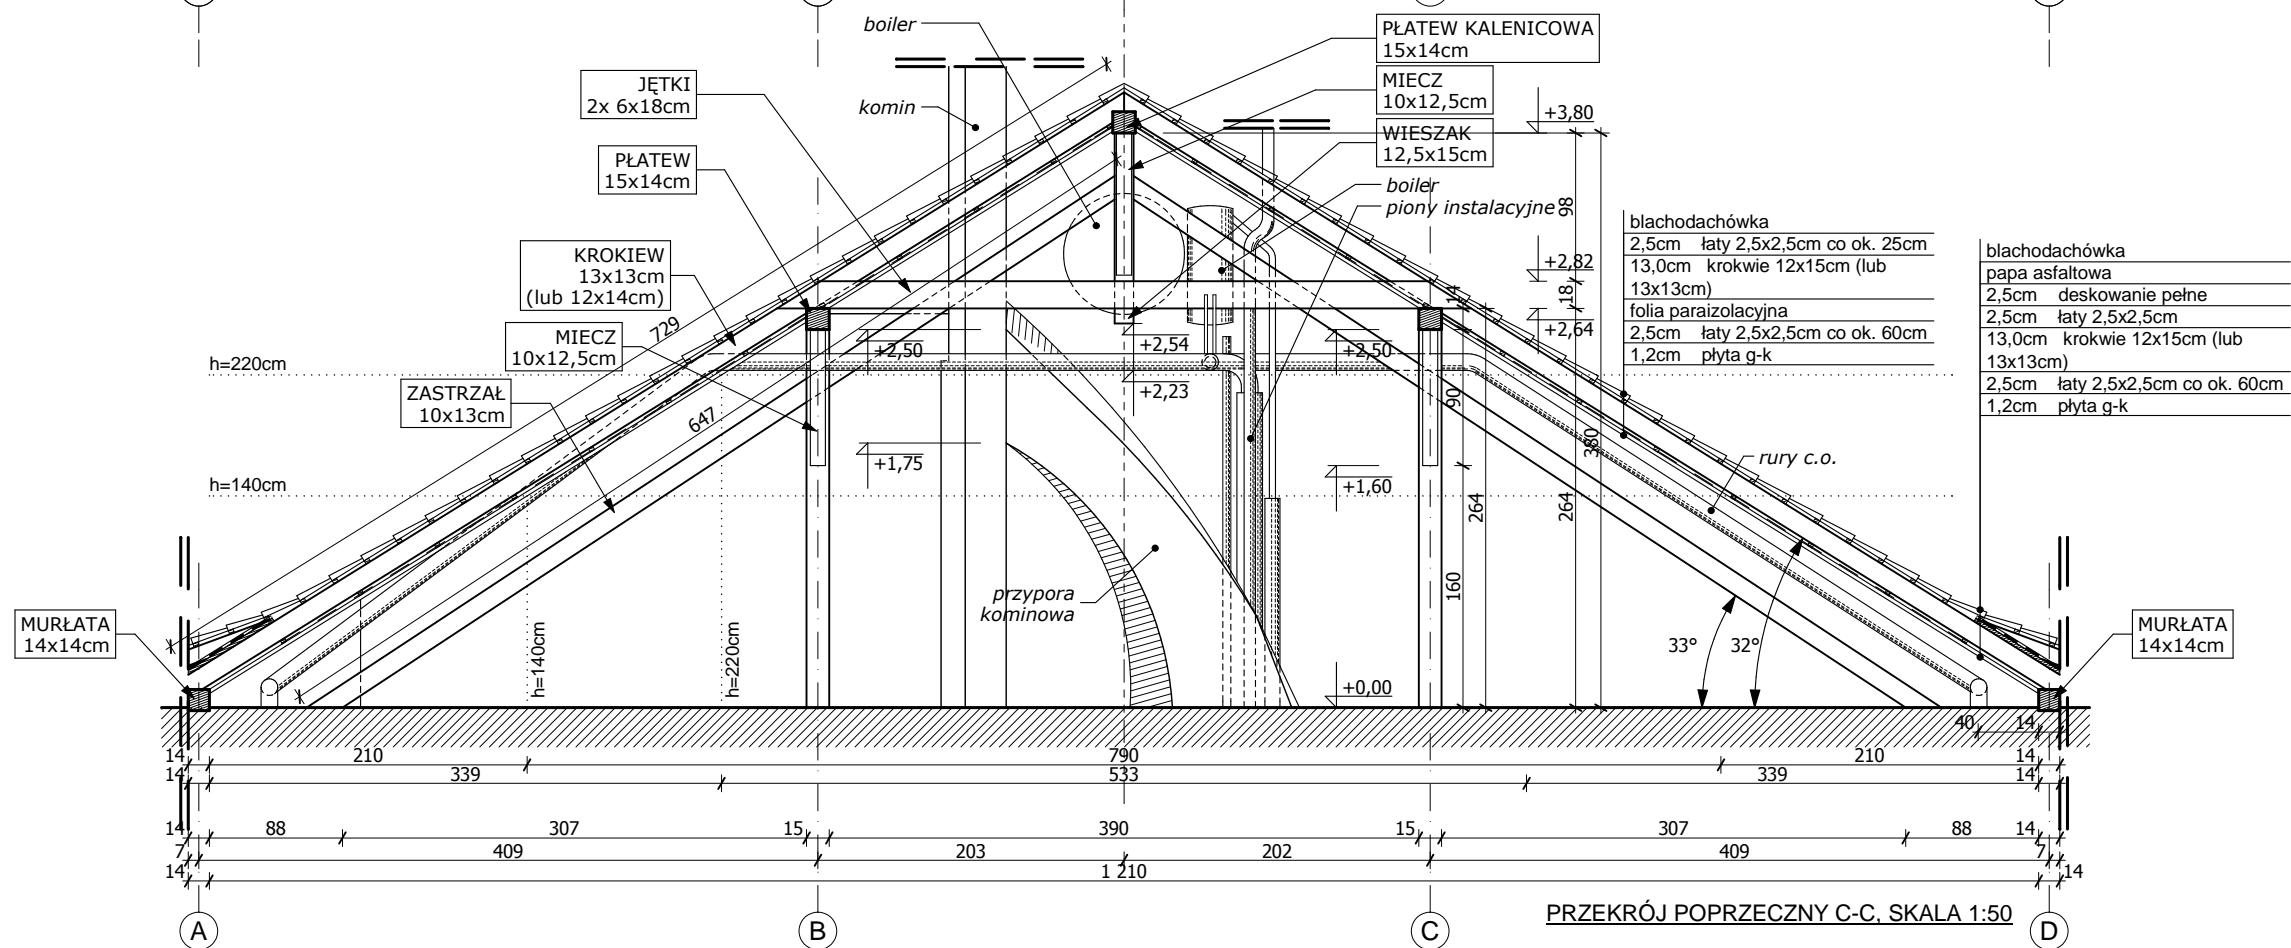 boiler
PŁATEW KALENICOWA
15x14cm
JĘTKI
2x 6x18cm
MIECZ
10x12,5cm
komin
+3,80
WIESZAK
12,5x15cm
PŁATEW
15x14cm
boiler
piony instalacyjne
98
blachodachówka
2,5cm łaty 2,5x2,5cm co ok. 25cm
13,0cm krokwie 12x15cm (lub
13x13cm)
folia paraizolacyjna
2,5cm łaty 2,5x2,5cm co ok. 60cm
1,2cm płyta g-k
blachodachówka
papa asfaltowa
2,5cm deskowanie pełne
2,5cm łaty 2,5x2,5cm
13,0cm krokwie 12x15cm (lub
13x13cm)
2,5cm łaty 2,5x2,5cm co ok. 60cm
1,2cm płyta g-k
KROKIEW
13x13cm
(lub 12x14cm)
+2,82
14
18
+2,64
729
MIECZ
10x12,5cm
+2,50
+2,54
+2,50
h=220cm
+2,23
ZASTRZAŁ
10x13cm
647
90
380
+1,75
rury c.o.
h=140cm
+1,60
264
264
160
przypora
kominowa
MURŁATA
14x14cm
h=140cm
h=220cm
33°
32°
MURŁATA
14x14cm
+0,00
40
14
14
210
790
210
14
14
339
533
339
14
14
88
307
15
390
15
307
88
14
7
409
203
202
409
7
14
1 210
14
PRZEKRÓJ POPRZECZNY C-C, SKALA 1:50
A
B
C
D